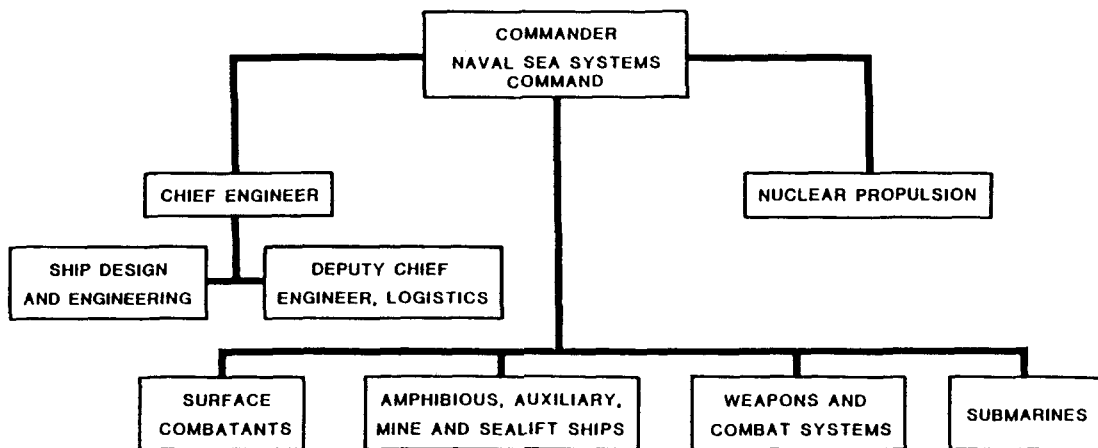 COMMANDER
NAVAL SEA SYSTEMS
COMMAND
CHIEF ENGINEER
NUCLEAR PROPULSION
SHIP DESIGN
AND ENGINEERING
DEPUTY CHIEF
ENGINEER, LOGISTICS
SURFACE
COMBATANTS
AMPHIBIOUS, AUXILIARY,
MINE AND SEALIFT SHIPS
WEAPONS AND
COMBAT SYSTEMS
SUBMARINES